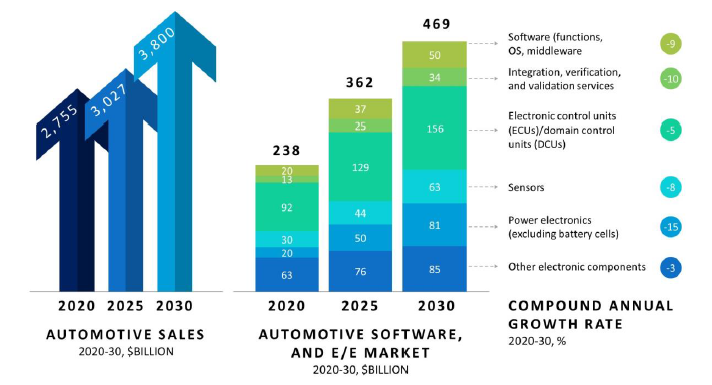 2,755
3,027
3,800
2020 2025 2030
AUTOMOTIVE SALES
2020-30, $BILLION
238
20
13
92
30
20
63
362
37
25
129
44
50
76
469
50
34
156
63
81
85
2020 2025 2030
AUTOMOTIVE SOFTWARE,
AND E/E MARKET
2020-30, $BILLION
Software (functions,
OS, middleware
-9
Integration, verification,
and validation services
-10
Electronic control units
(ECUs)/domain control
units (DCUs)
-5
Sensors
-8
Power electronics
(excluding battery cells)
-15
Other electronic components
-3
COMPOUND ANNUAL
GROWTH RATE
2020-30, %